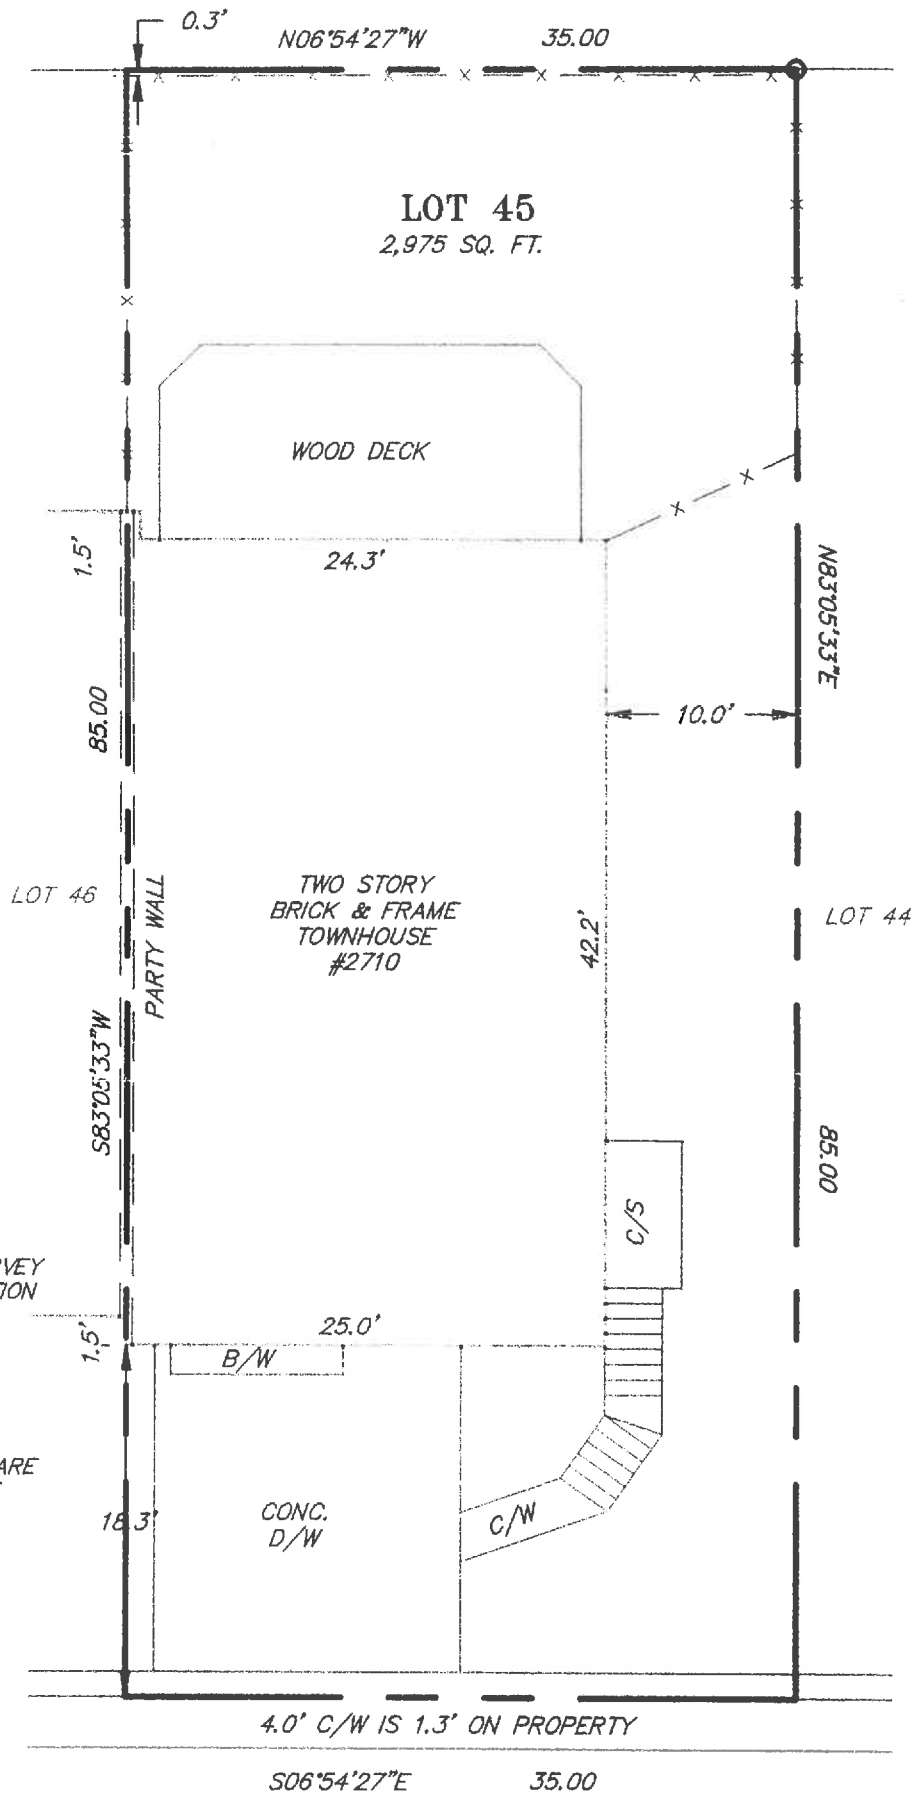 0.3'
N06°54'27"W 35.00
LOT 45
2,975 SQ. FT.
WOOD DECK
24.3'
1.5'
N83°05'33"E
85.00
10.0'
LOT 46
PARTY WALL
TWO STORY
BRICK & FRAME
TOWNHOUSE
#2710
42.2'
LOT 44
S83°05'33"W
85.00
C/S
VEY
ION
25.0'
1.5'
B/W
ARE
18.3'
CONC.
D/W
C/W
4.0' C/W IS 1.3' ON PROPERTY
S06°54'27"E 35.00